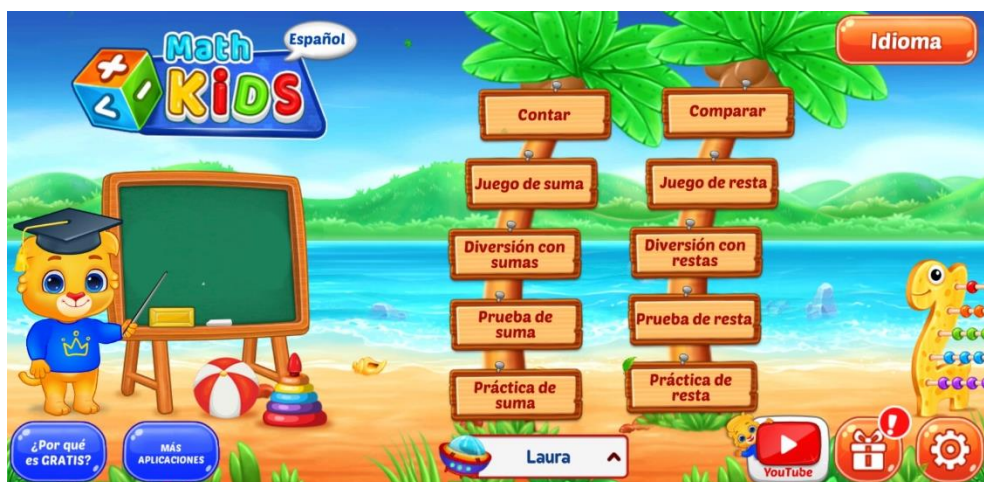 Math
KiDS
Español
Idioma
Contar
Comparar
Juego de suma
Juego de resta
Diversión con
sumas
Diversión con
restas
Prueba de
suma
Prueba de resta
Práctica de
suma
Práctica de
resta
¿Por qué
es GRATIS?
MÁS
APLICACIONES
Laura
YouTube